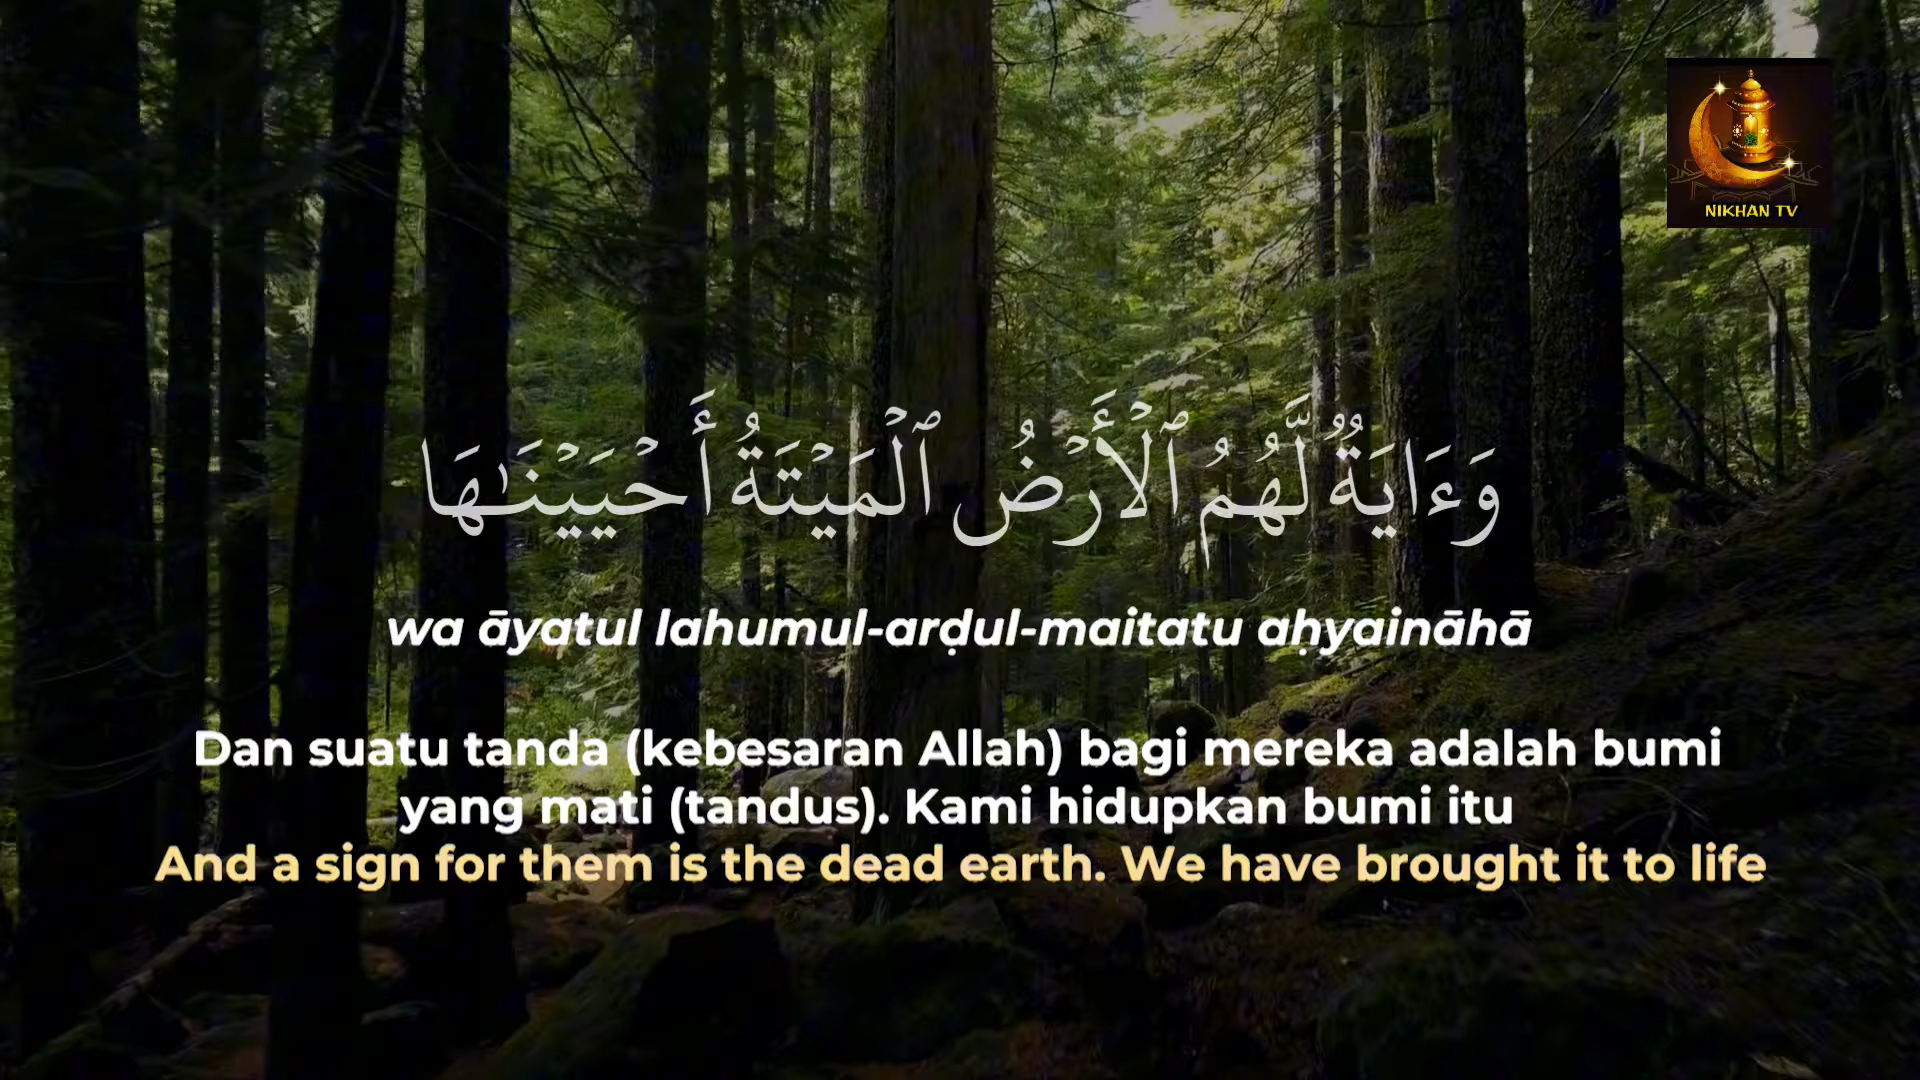 NIKHAN TV
وَءَايَةٌ لَّهُمُ ٱلْأَرْضُ ٱلْمَيْتَةُ أَحْيَيْنَـٰهَا
wa āyatul lahumul-arḍul-maitatu aḥyaināhā
Dan suatu tanda (kebesaran Allah) bagi mereka adalah bumi
yang mati (tandus). Kami hidupkan bumi itu
And a sign for them is the dead earth. We have brought it to life